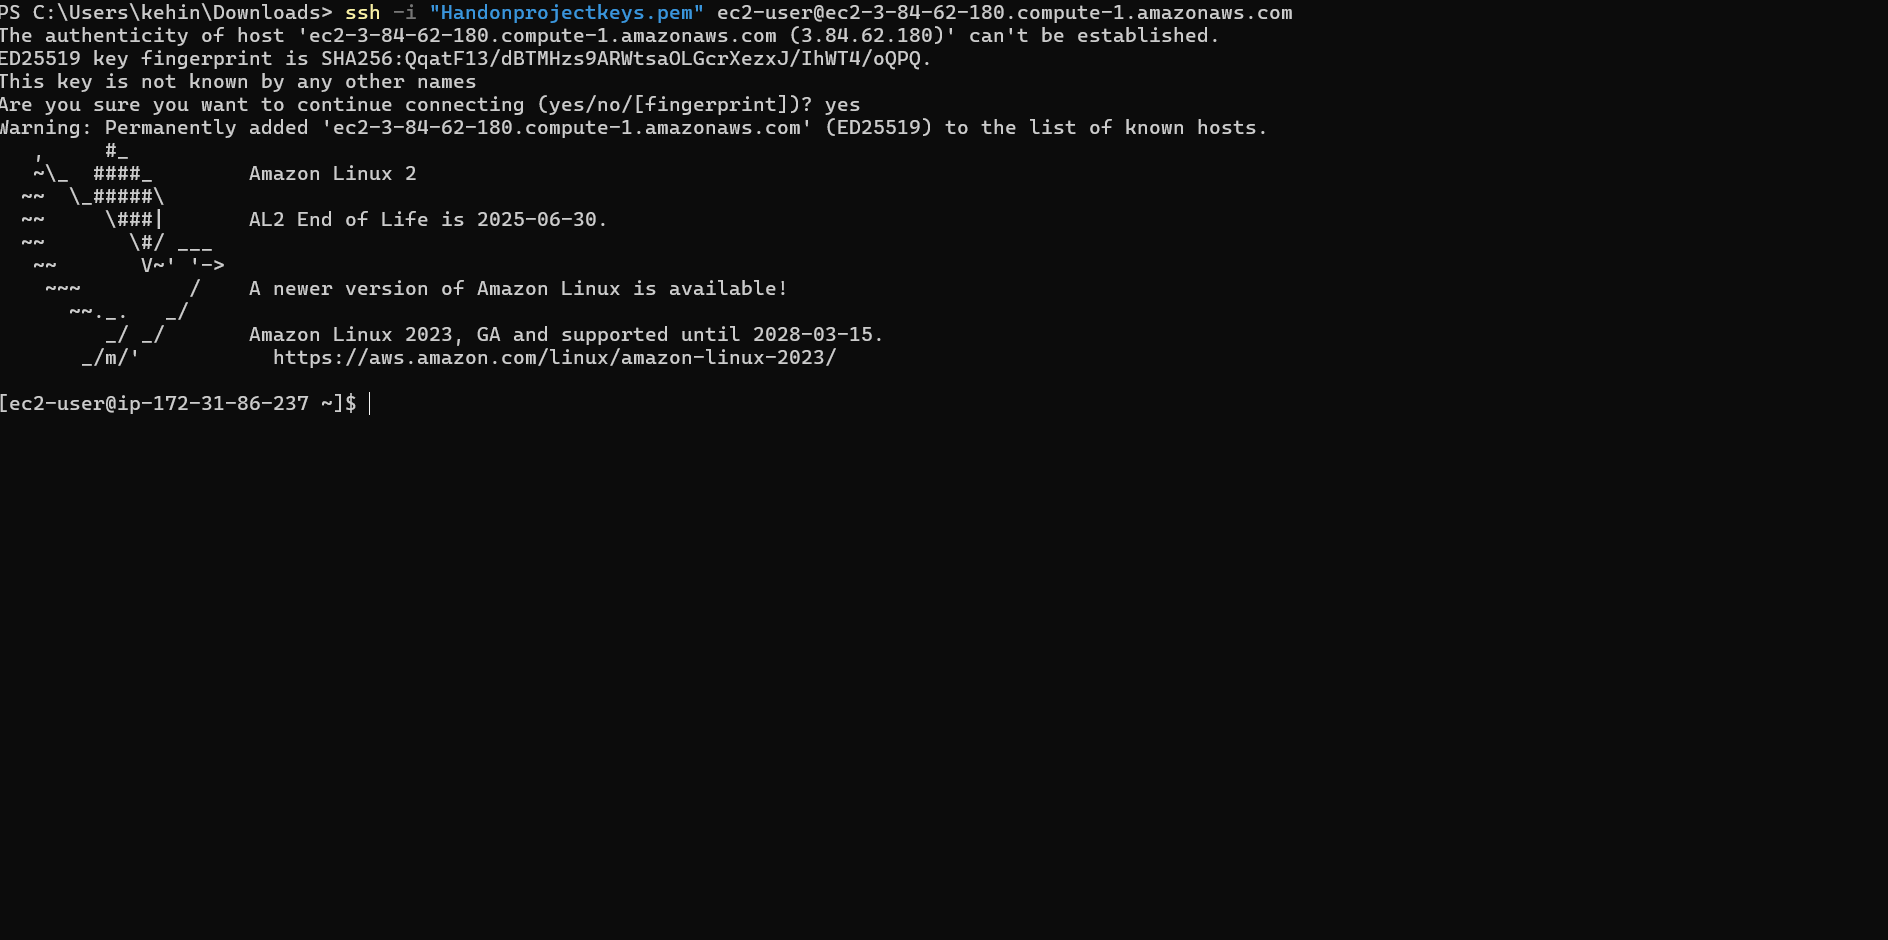 PS C:\Users\kehin\Downloads> ssh -i "Handonprojectkeys.pem" ec2-user@ec2-3-84-62-180.compute-1.amazonaws.com
The authenticity of host 'ec2-3-84-62-180.compute-1.amazonaws.com (3.84.62.180)' can't be established.
ED25519 key fingerprint is SHA256:QqatF13/dBTMHzs9ARWtsaOLGcrXezxJ/IhWT4/oQPQ.
This key is not known by any other names
Are you sure you want to continue connecting (yes/no/[fingerprint])? yes
Warning: Permanently added 'ec2-3-84-62-180.compute-1.amazonaws.com' (ED25519) to the list of known hosts.
   ,     #_
   ~\_  ####_        Amazon Linux 2
  ~~  \_#####\
  ~~     \###|       AL2 End of Life is 2025-06-30.
  ~~       \#/ ___
   ~~       V~' '->
    ~~~         /    A newer version of Amazon Linux is available!
      ~~._.   _/
         _/ _/       Amazon Linux 2023, GA and supported until 2028-03-15.
       _/m/'           https://aws.amazon.com/linux/amazon-linux-2023/
[ec2-user@ip-172-31-86-237 ~]$